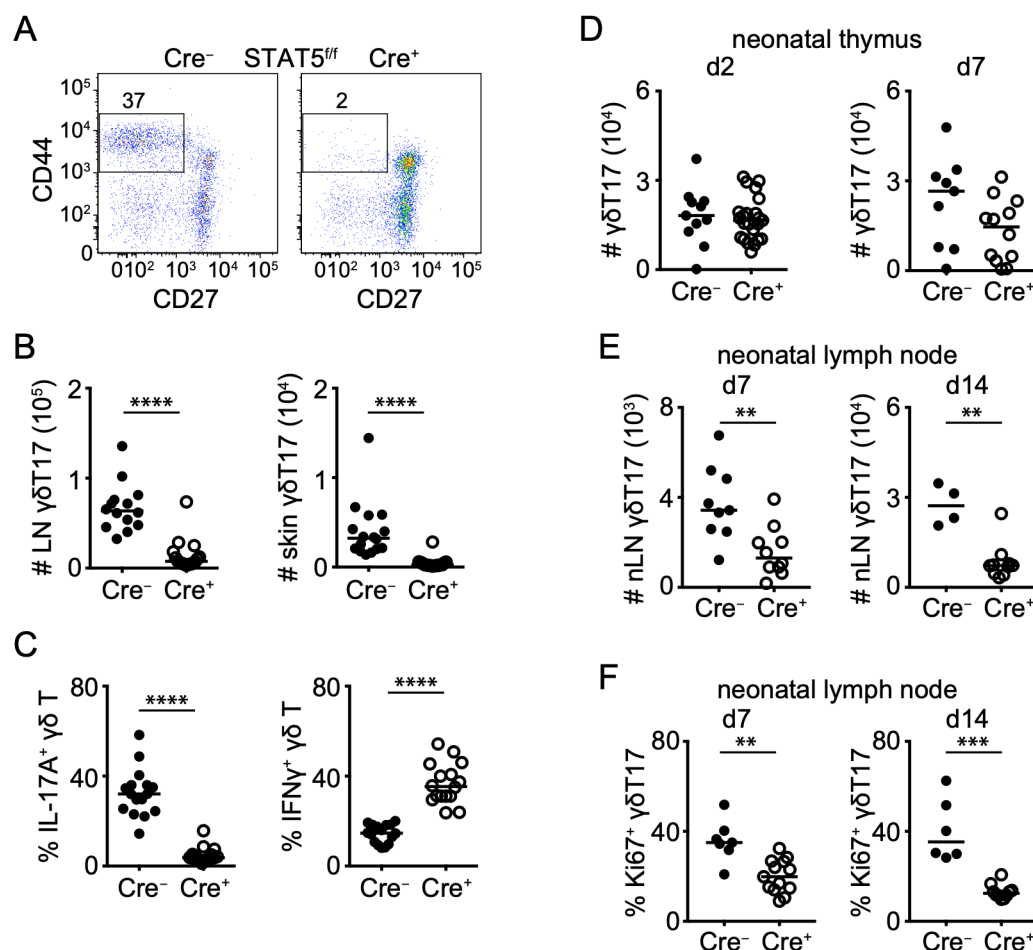 A
Cre⁻ STAT5f/f Cre⁺
37
2
10⁵
10⁴
10³
10²
0
CD44
0 10² 10³ 10⁴ 10⁵
0 10² 10³ 10⁴ 10⁵
CD27
CD27
B
# LN γδT17 (10⁵)
2
1
0
****
Cre⁻ Cre⁺
# skin γδT17 (10⁴)
2
1
0
****
Cre⁻ Cre⁺
C
% IL-17A⁺ γδ T
80
40
0
****
Cre⁻ Cre⁺
% IFNγ⁺ γδ T
80
40
0
****
Cre⁻ Cre⁺
D
neonatal thymus
d2
# γδT17 (10⁴)
6
3
0
Cre⁻ Cre⁺
d7
# γδT17 (10⁴)
6
3
0
Cre⁻ Cre⁺
E
neonatal lymph node
d7
# nLN γδT17 (10³)
8
4
0
**
Cre⁻ Cre⁺
d14
# nLN γδT17 (10⁴)
6
3
0
**
Cre⁻ Cre⁺
F
neonatal lymph node
d7
% Ki67⁺ γδT17
80
40
0
**
Cre⁻ Cre⁺
d14
% Ki67⁺ γδT17
80
40
0
***
Cre⁻ Cre⁺